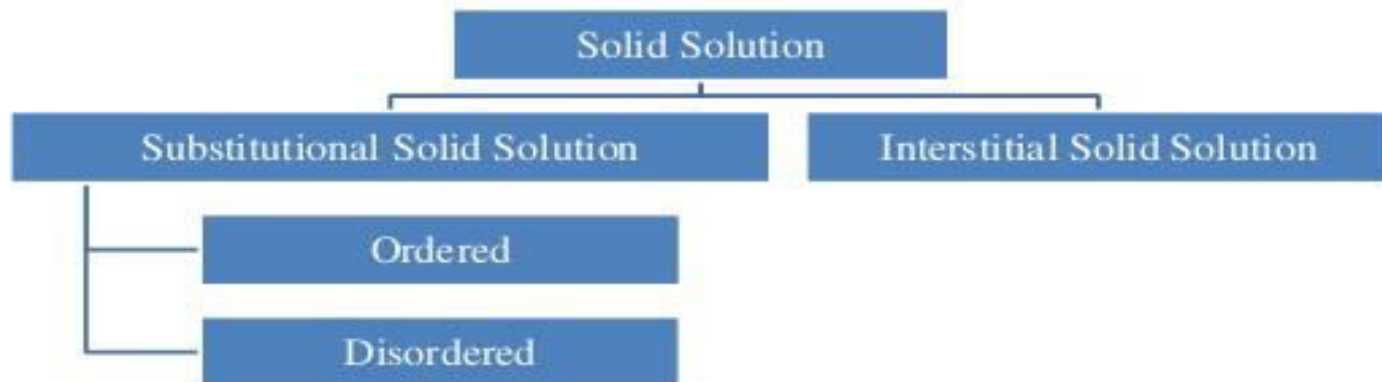 Solid Solution
Substitutional Solid Solution
Interstitial Solid Solution
Ordered
Disordered